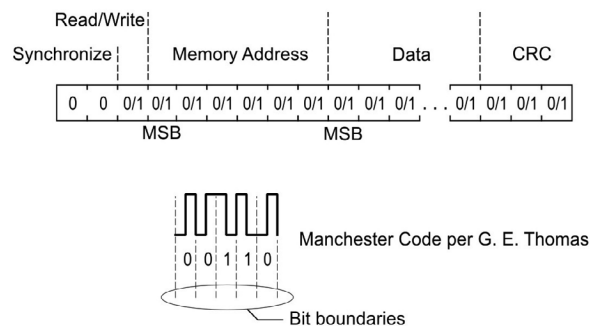 Read/Write
Synchronize Memory Address Data CRC
0 0 0/1 0/1 0/1 0/1 0/1 0/1 0/1 0/1 0/1 0/1 ... 0/1 0/1 0/1 0/1
MSB MSB
Manchester Code per G. E. Thomas
0 0 1 1 0
Bit boundaries